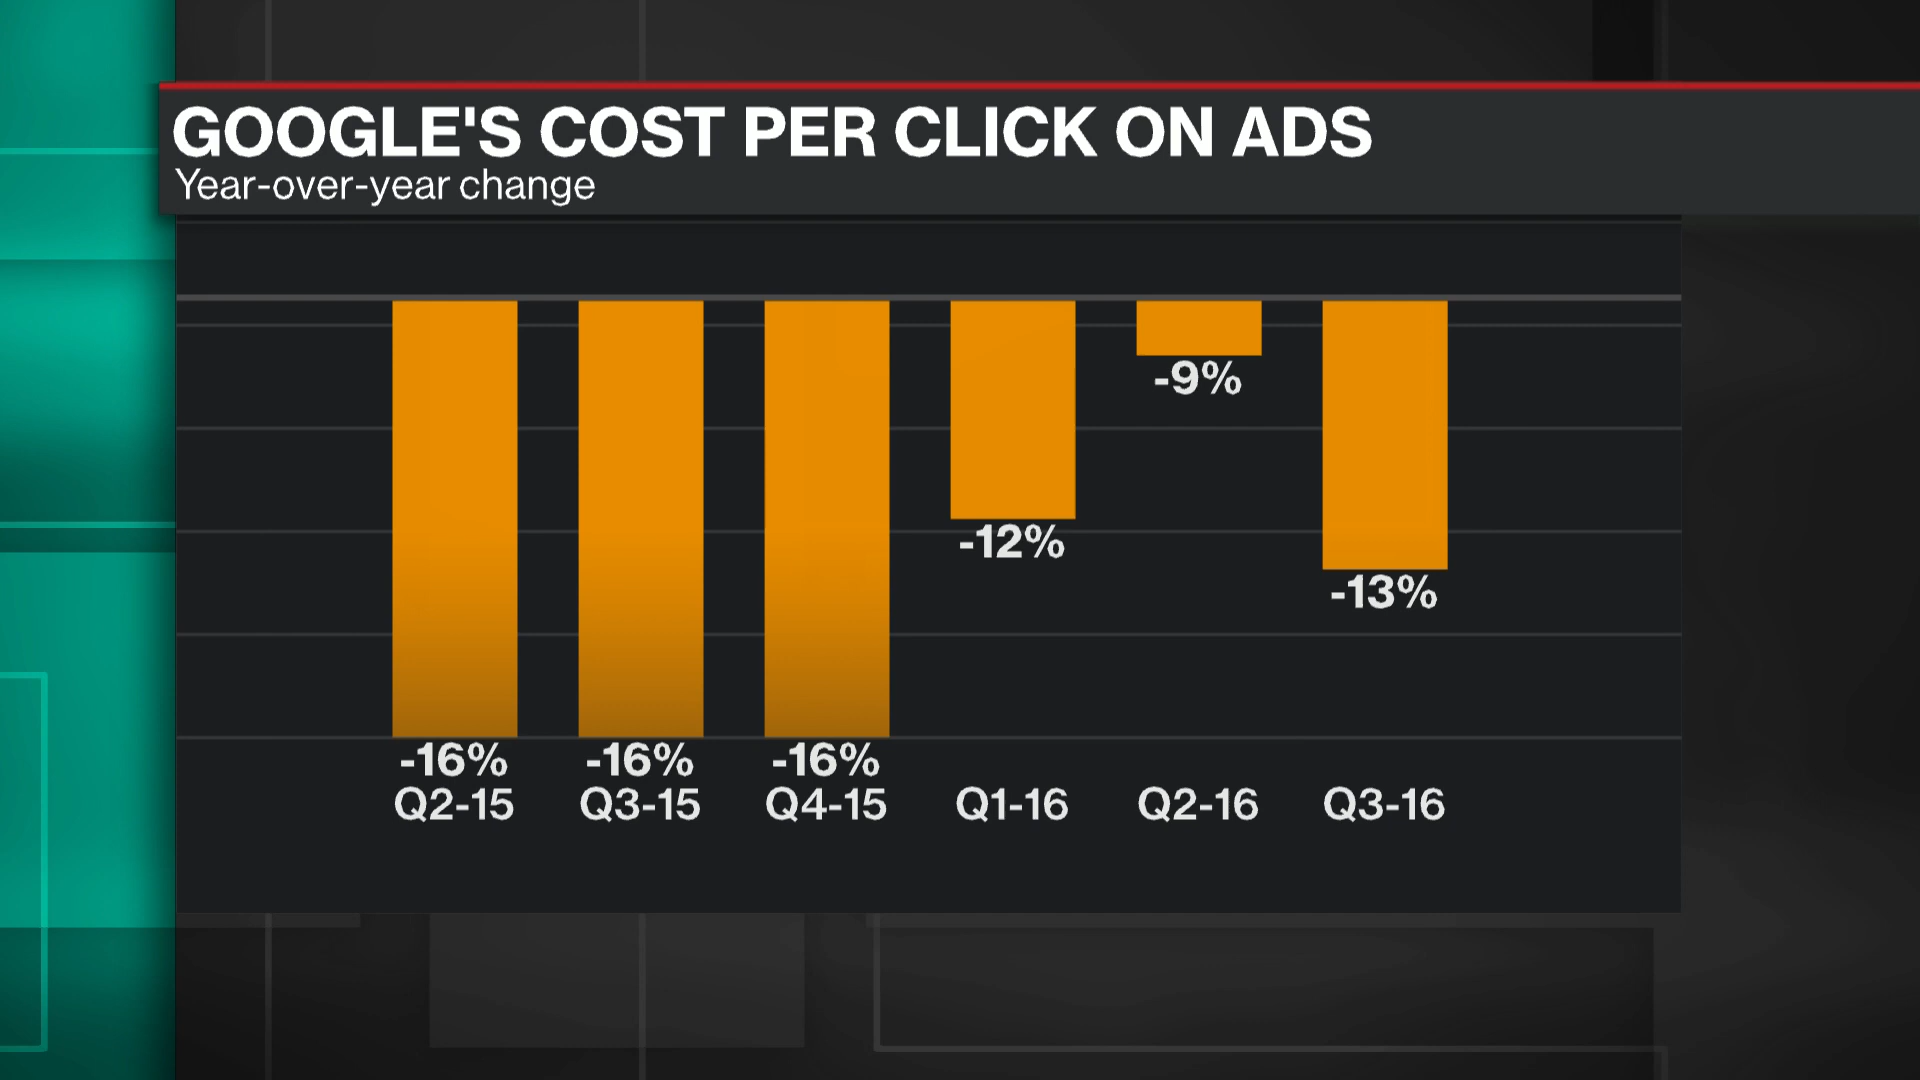 GOOGLE'S COST PER CLICK ON ADS
Year-over-year change
-9%
-12%
-13%
-16% -16% -16%
Q2-15 Q3-15 Q4-15 Q1-16 Q2-16 Q3-16